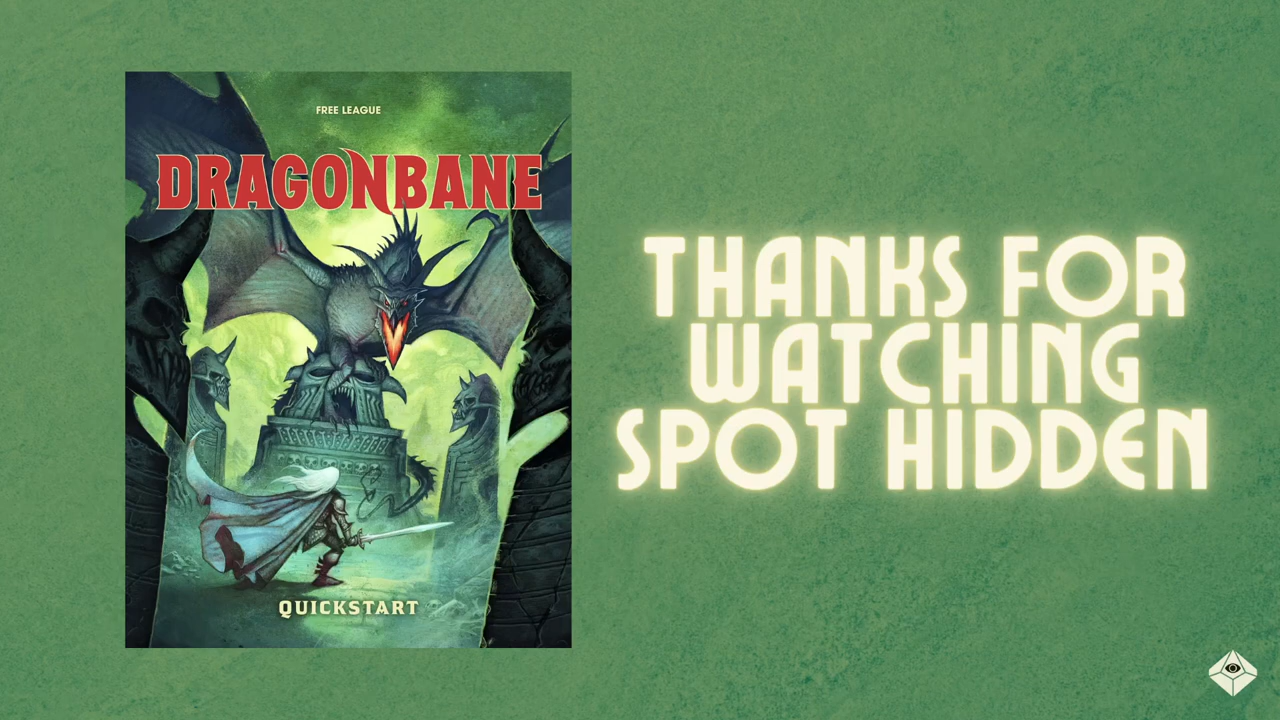 FREE LEAGUE
DRAGONBANE
QUICKSTART
THANKS FOR
WATCHING
SPOT HIDDEN